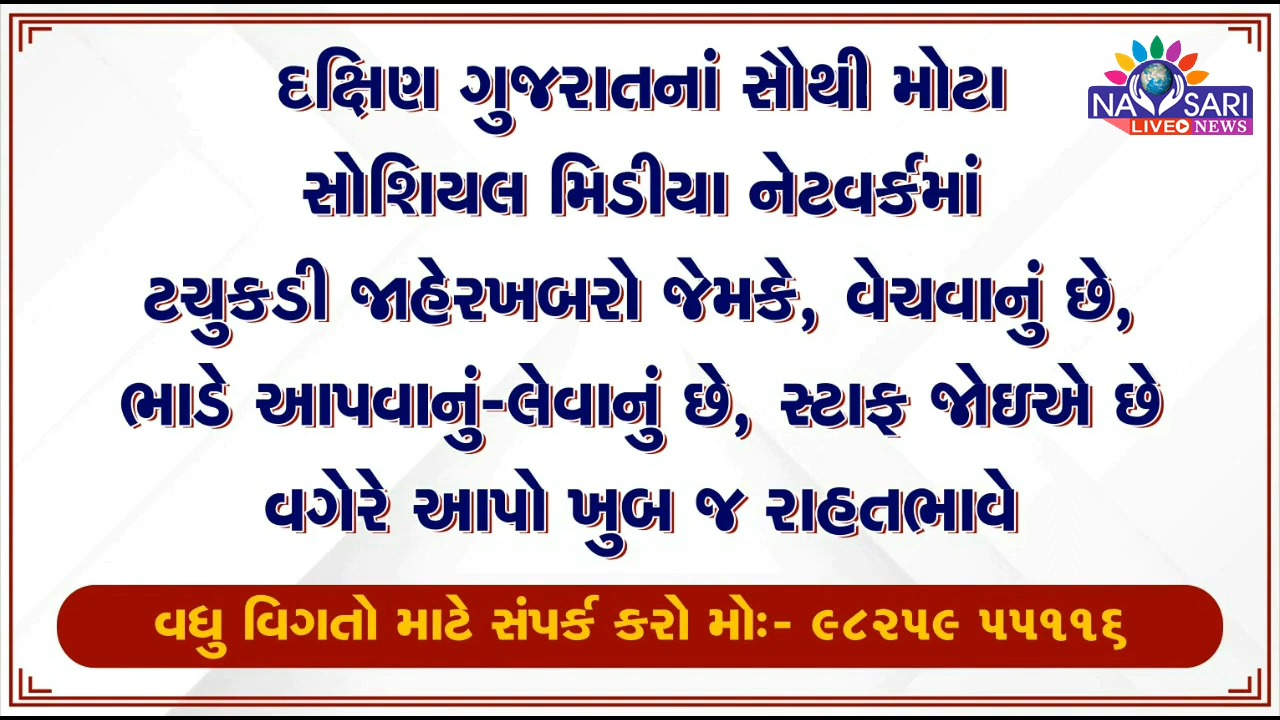 દક્ષિણ ગુજરાતનાં સૌથી મોટા
સોશિયલ મિડીયા નેટવર્કમાં
ટચુકડી જાહેરખબરો જેમકે, વેચવાનું છે,
ભાડે આપવાનું-લેવાનું છે, સ્ટાફ જોઇએ છે
વગેરે આપો ખુબ જ રાહતભાવે
વધુ વિગતો માટે સંપર્ક કરો મોઃ- ૯૮૨૫૯ ૫૫૧૧૬
NAVSARI
LIVE NEWS